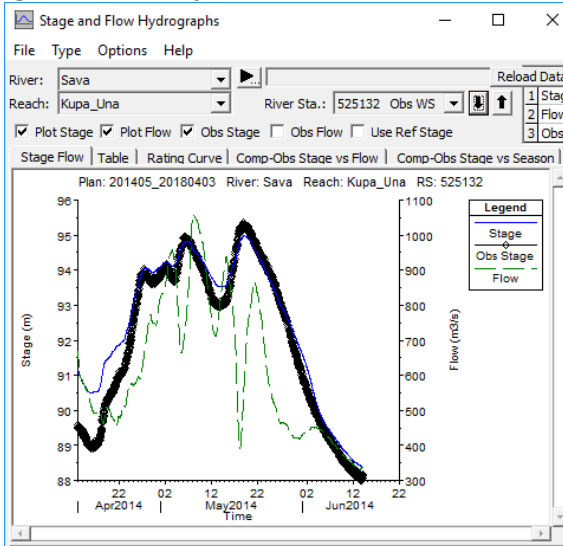 Stage and Flow Hydrographs
File Type Options Help
River: Sava Reload Data
Reach: Kupa_Una River Sta.: 525132 Obs WS
1 Stag
2 Flow
3 Obs
Plot Stage Plot Flow Obs Stage Obs Flow Use Ref Stage
Stage Flow Table Rating Curve Comp-Obs Stage vs Flow Comp-Obs Stage vs Season
Plan: 201405_20180403 River: Sava Reach: Kupa_Una RS: 525132
Legend
Stage
Obs Stage
Flow
96
95
94
93
92
91
90
89
88
Stage (m)
1100
1000
900
800
700
600
500
400
300
Flow (m3/s)
22 02 12 22 02 12 22
Apr2014 May2014 Jun2014
Time